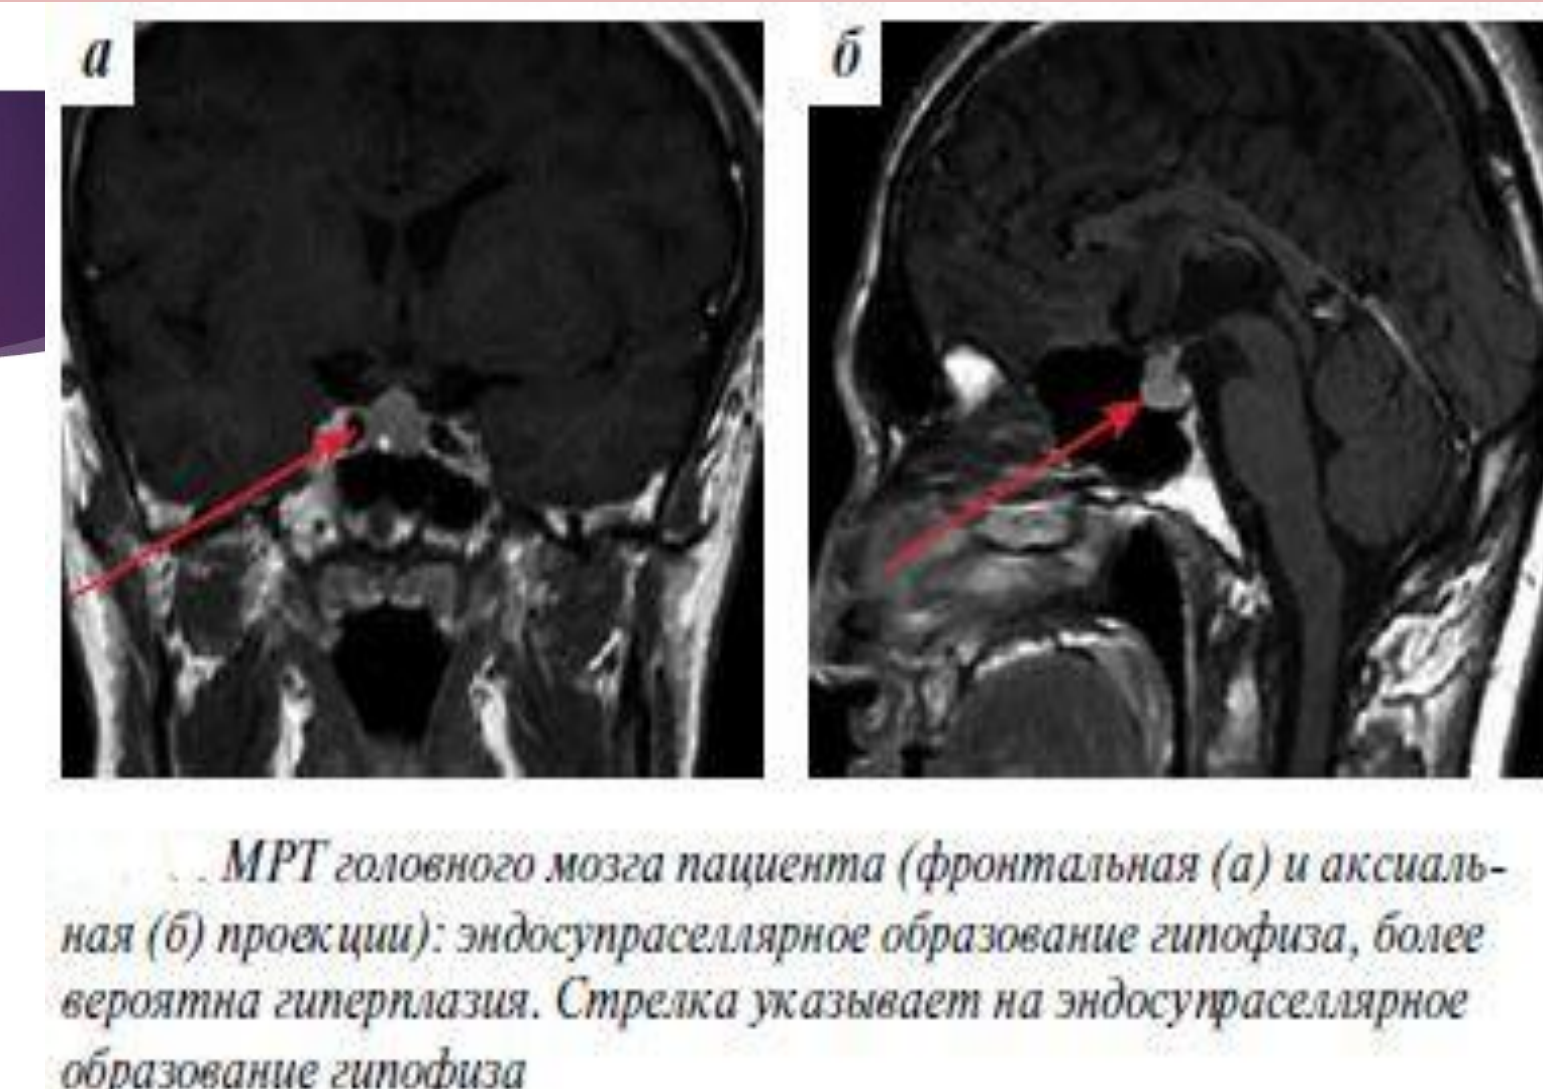 а
б
МРТ головного мозга пациента (фронтальная (а) и аксиаль-
ная (б) проекции): эндосупраселлярное образование гипофиза, более
вероятна гиперплазия. Стрелка указывает на эндосупраселлярное
образование гипофиза